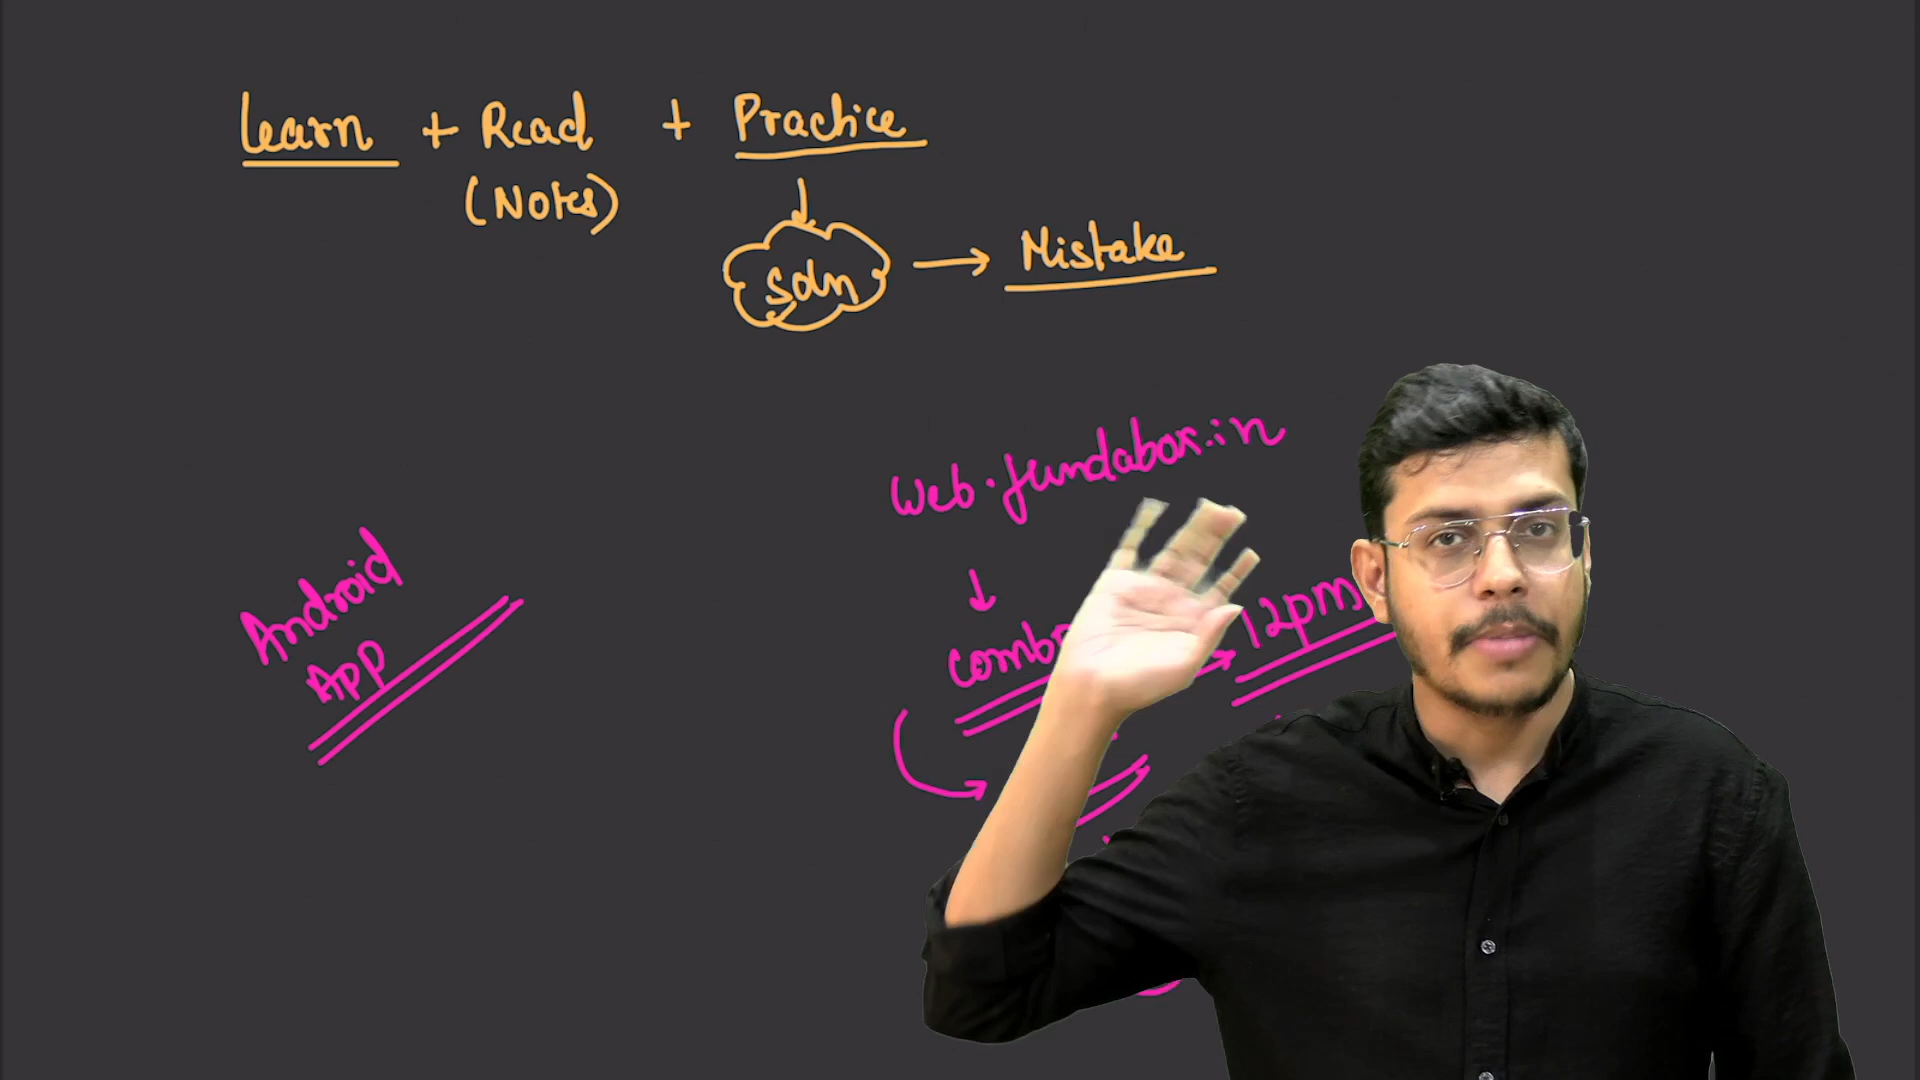 Learn + Read + Practice
(Notes)
soln → Mistake
Web.fundabox.in
Android
App
↓
12pm